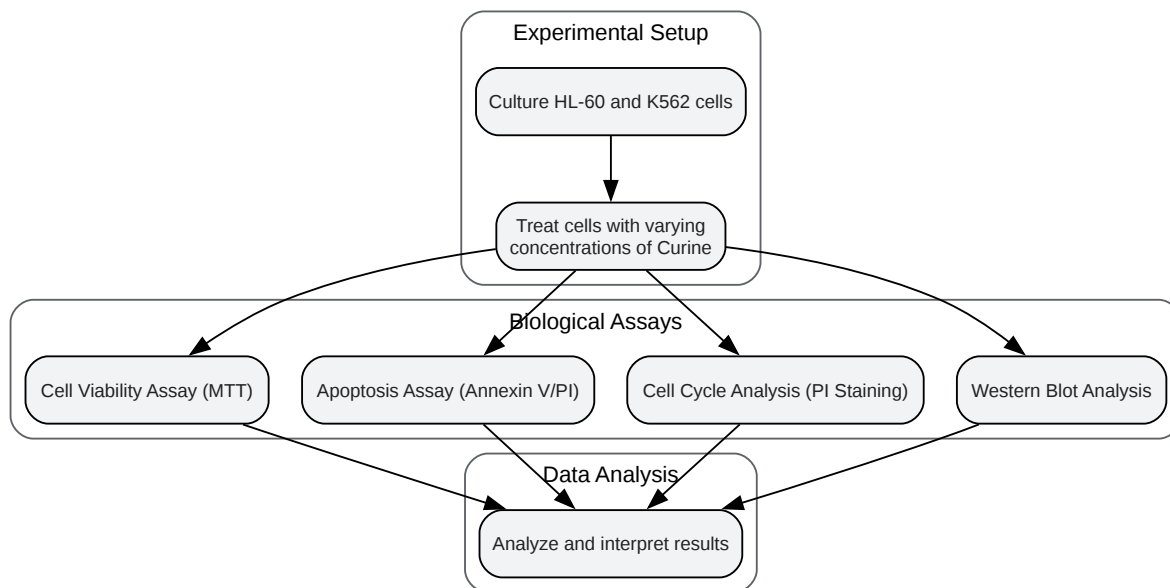 Experimental Setup
Culture HL-60 and K562 cells
Treat cells with varying
concentrations of Curine
Biological Assays
Cell Viability Assay (MTT)
Apoptosis Assay (Annexin V/PI)
Cell Cycle Analysis (PI Staining)
Western Blot Analysis
Data Analysis
Analyze and interpret results